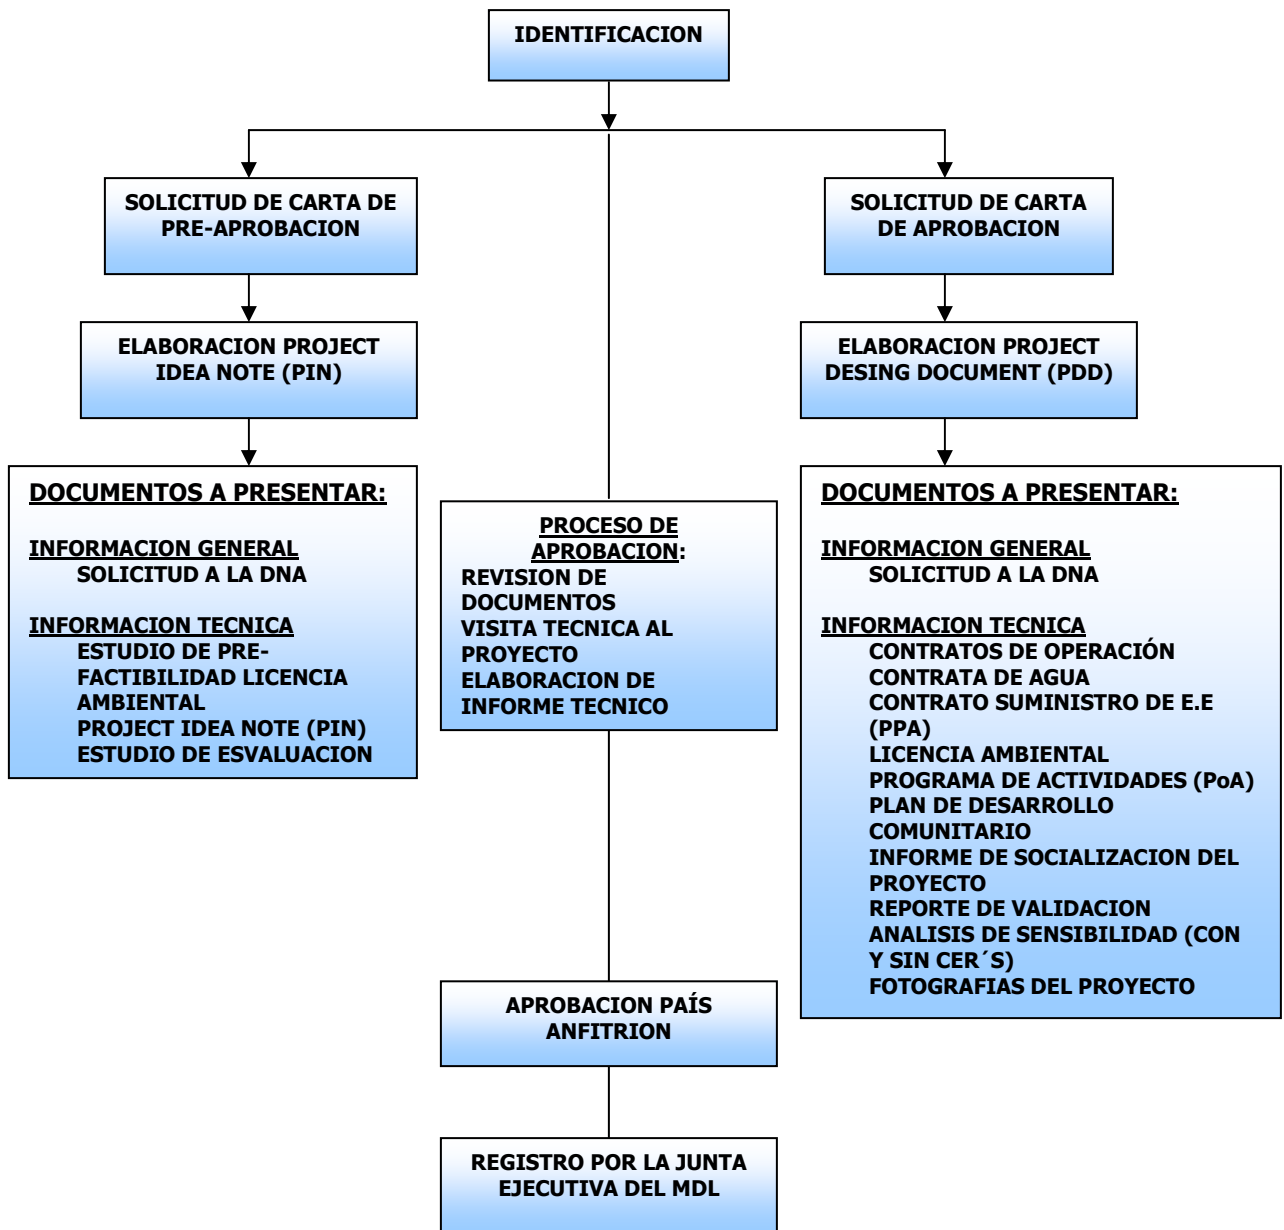 IDENTIFICACION
SOLICITUD DE CARTA DE
PRE-APROBACION
SOLICITUD DE CARTA
DE APROBACION
ELABORACION PROJECT
IDEA NOTE (PIN)
ELABORACION PROJECT
DESING DOCUMENT (PDD)
DOCUMENTOS A PRESENTAR:
INFORMACION GENERAL
SOLICITUD A LA DNA
INFORMACION TECNICA
ESTUDIO DE PRE-
FACTIBILIDAD LICENCIA
AMBIENTAL
PROJECT IDEA NOTE (PIN)
ESTUDIO DE ESVALUACION
PROCESO DE
APROBACION:
REVISION DE
DOCUMENTOS
VISITA TECNICA AL
PROYECTO
ELABORACION DE
INFORME TECNICO
DOCUMENTOS A PRESENTAR:
INFORMACION GENERAL
SOLICITUD A LA DNA
INFORMACION TECNICA
CONTRATOS DE OPERACIÓN
CONTRATA DE AGUA
CONTRATO SUMINISTRO DE E.E
(PPA)
LICENCIA AMBIENTAL
PROGRAMA DE ACTIVIDADES (PoA)
PLAN DE DESARROLLO
COMUNITARIO
INFORME DE SOCIALIZACION DEL
PROYECTO
REPORTE DE VALIDACION
ANALISIS DE SENSIBILIDAD (CON
Y SIN CER´S)
FOTOGRAFIAS DEL PROYECTO
APROBACION PAÍS
ANFITRION
REGISTRO POR LA JUNTA
EJECUTIVA DEL MDL